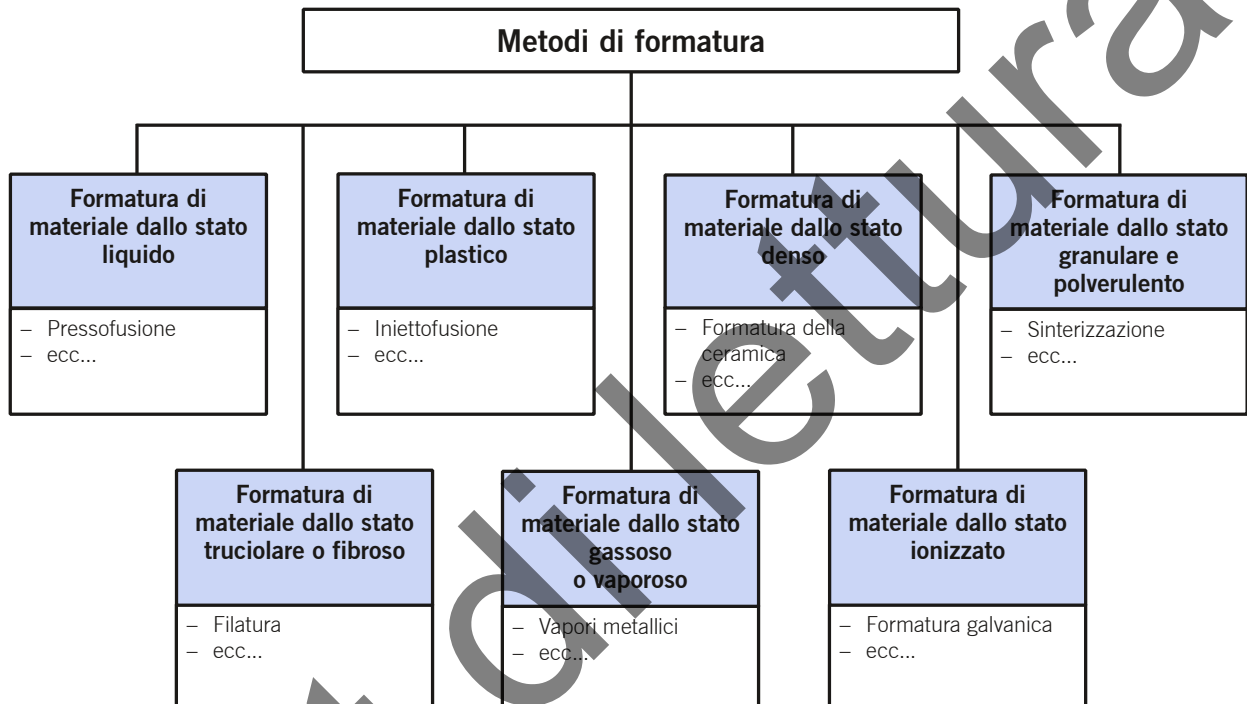 Metodi di formatura
Formatura di
materiale dallo stato
liquido
– Pressofusione
– ecc...
Formatura di
materiale dallo stato
plastico
– Iniettofusione
– ecc...
Formatura di
materiale dallo stato
denso
– Formatura della
ceramica
– ecc...
Formatura di
materiale dallo stato
granulare e
polverulento
– Sinterizzazione
– ecc...
Formatura di
materiale dallo stato
truciolare o fibroso
– Filatura
– ecc...
Formatura di
materiale dallo stato
gassoso
o vaporoso
– Vapori metallici
– ecc...
Formatura di
materiale dallo stato
ionizzato
– Formatura galvanica
– ecc...
di lettura